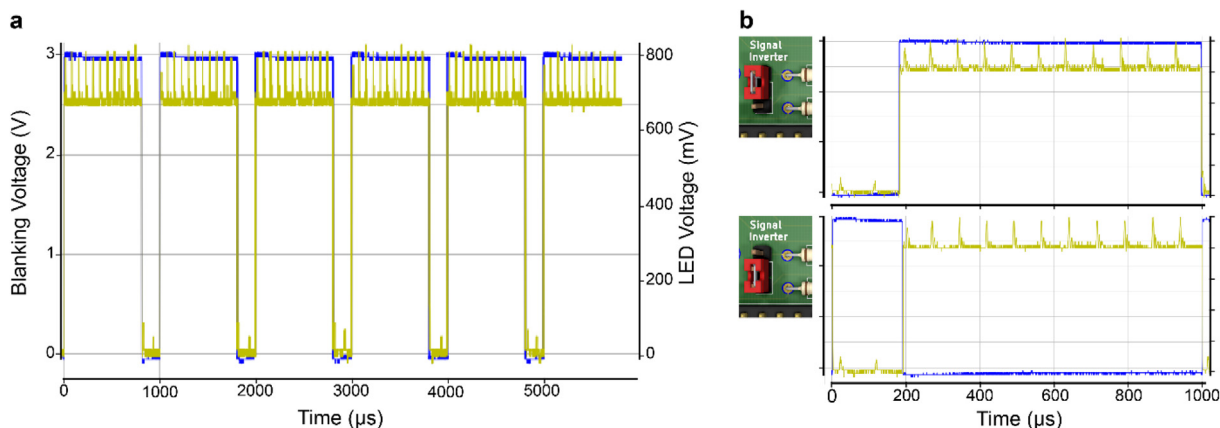 a
3
2
1
0
Blanking Voltage (V)
800
600
400
200
0
LED Voltage (mV)
0
1000
2000
3000
4000
5000
Time (µs)
b
Signal
Inverter
Signal
Inverter
0
200
400
600
800
1000
Time (µs)